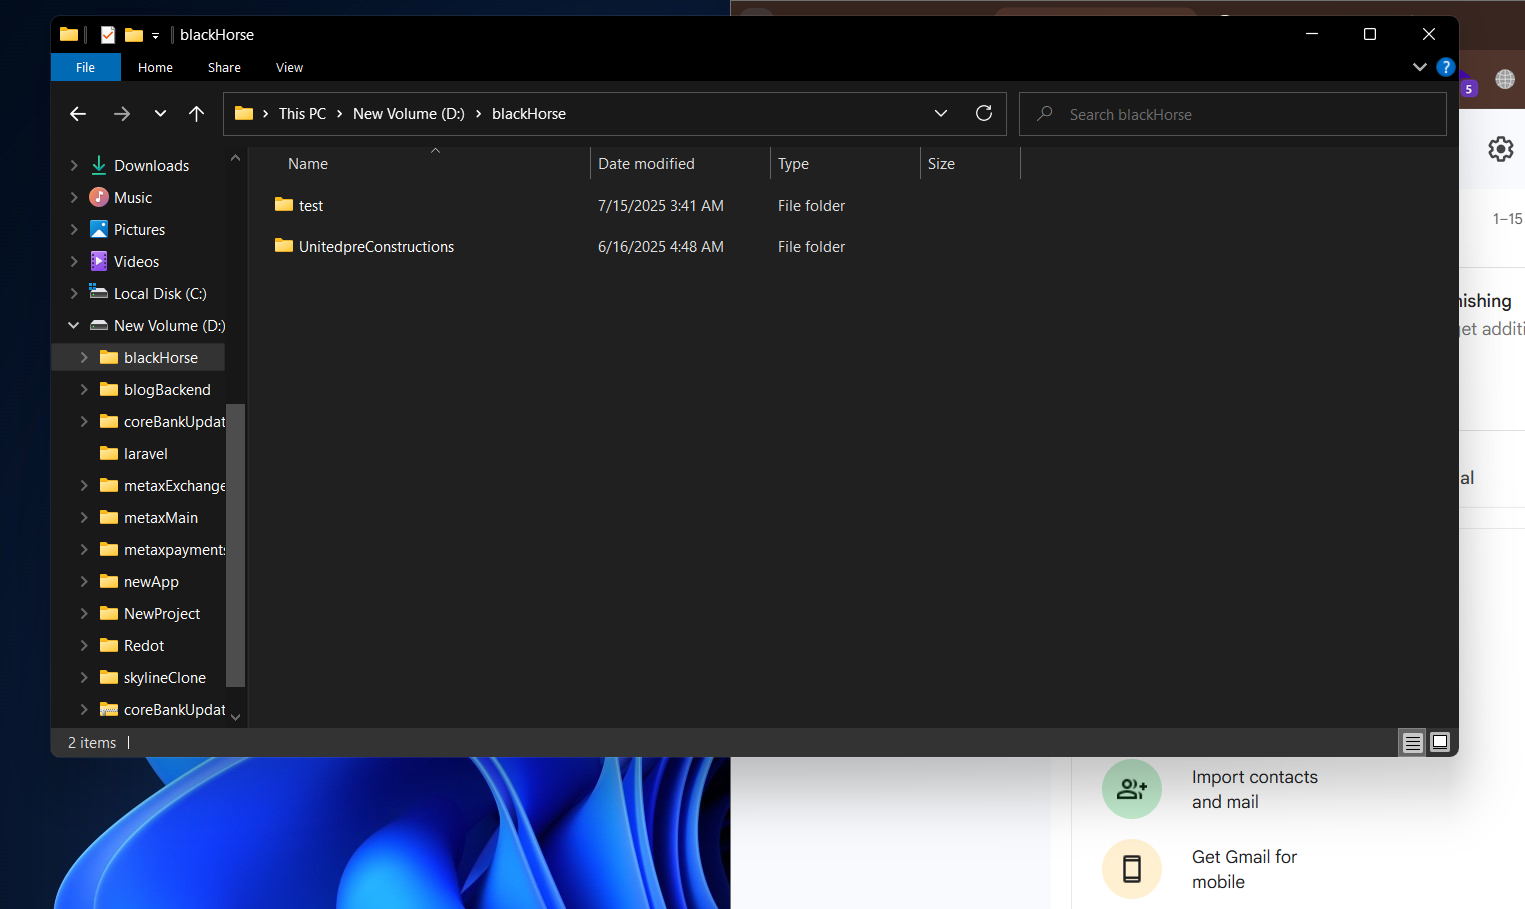 blackHorse
File
Home
Share
View
?
5
This PC
New Volume (D:)
blackHorse
Search blackHorse
Name
Date modified
Type
Size
test
7/15/2025 3:41 AM
File folder
UnitedpreConstructions
6/16/2025 4:48 AM
File folder
Downloads
Music
Pictures
Videos
Local Disk (C:)
New Volume (D:)
blackHorse
blogBackend
coreBankUpdat
laravel
metaxExchange
metaxMain
metaxpayments
newApp
NewProject
Redot
skylineClone
coreBankUpdat
2 items
1–15
get additi
al
Import contacts
and mail
Get Gmail for
mobile